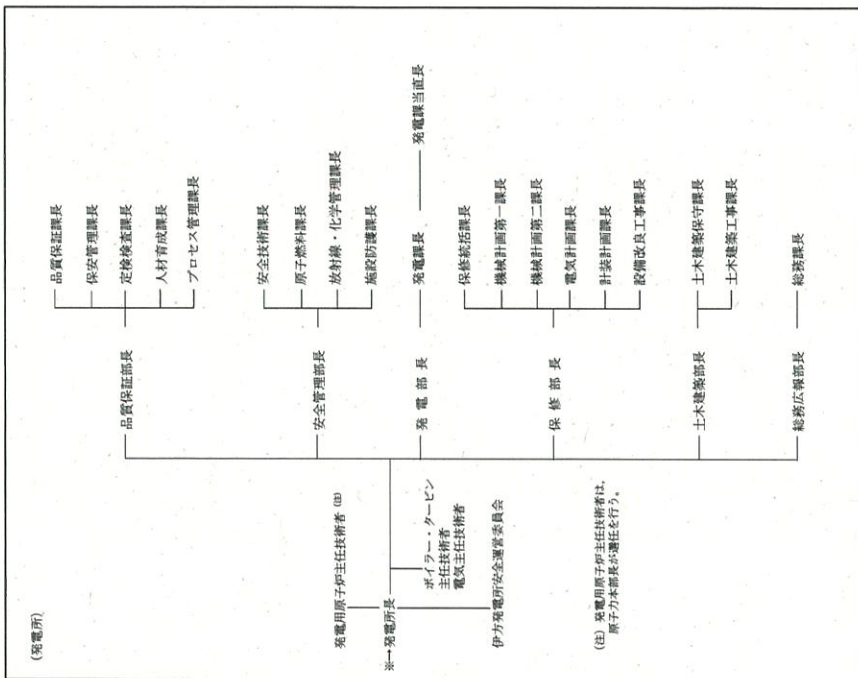 (発電所)
発電用原子炉主任技術者 (注)
※→発電所長
ボイラー・タービン
主任技術者
電気主任技術者
伊方発電所安全運営委員会
(注) 発電用原子炉主任技術者は、
原子力本部長が選任を行う。
品質保証部長
品質保証課長
保安管理課長
定検検査課長
人材育成課長
プロセス管理課長
安全管理部長
安全技術課長
原子燃料課長
放射線・化学管理課長
施設防護課長
発電部長
発電課長
発電課当直長
保修部長
保修統括課長
機械計画第一課長
機械計画第二課長
電気計画課長
計装計画課長
設備改良工事課長
土木建築部長
土木建築保守課長
土木建築工事課長
総務広報部長
総務課長